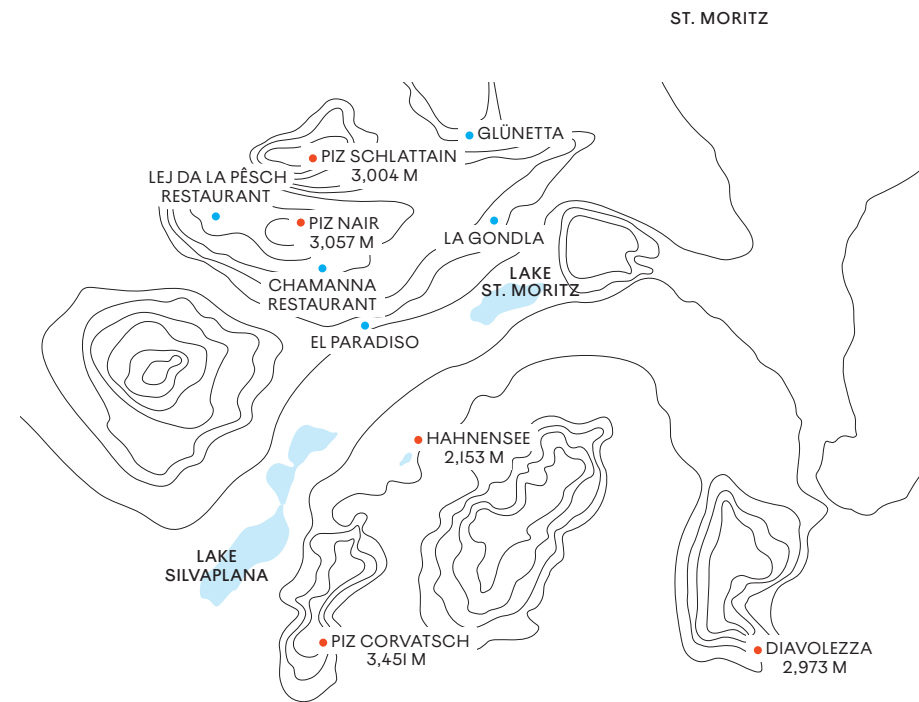 ST. MORITZ
GLÜNETTA
PIZ SCHLATTAIN
3,004 M
LEJ DA LA PÊSCH
RESTAURANT
PIZ NAIR
3,057 M
LA GONDLA
CHAMANNA
RESTAURANT
LAKE
ST. MORITZ
EL PARADISO
HAHNENSEE
2,153 M
LAKE
SILVAPLANA
PIZ CORVATSCH
3,451 M
DIAVOLEZZA
2,973 M